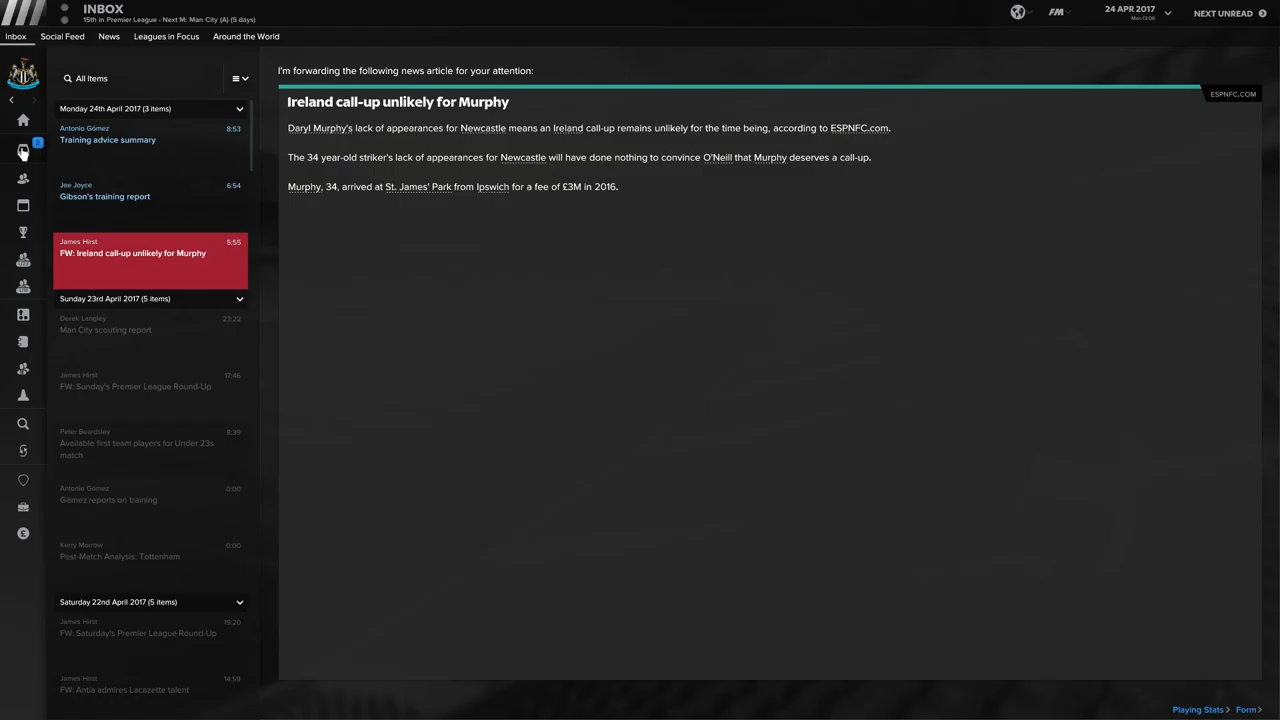 INBOX
15th in Premier League - Next M: Man City (A) (5 days)
FM
24 APR 2017
Mon 13:00
NEXT UNREAD
Inbox
Social Feed
News
Leagues in Focus
Around the World
All Items
2
Monday 24th April 2017 (3 items)
Antonio Gómez 8:53
Training advice summary
Joe Joyce 6:54
Gibson's training report
James Hirst 5:55
FW: Ireland call-up unlikely for Murphy
Sunday 23rd April 2017 (5 items)
Derek Langley 23:22
Man City scouting report
James Hirst 17:46
FW: Sunday's Premier League Round-Up
Peter Beardsley 8:39
Available first team players for Under 23s
match
Antonio Gómez 0:00
Gómez reports on training
Kerry Morrow 0:00
Post-Match Analysis: Tottenham
Saturday 22nd April 2017 (5 items)
James Hirst 19:20
FW: Saturday's Premier League Round-Up
James Hirst 14:59
FW: Antia admires Lacazette talent
I'm forwarding the following news article for your attention:
ESPNFC.COM
Ireland call-up unlikely for Murphy
Daryl Murphy's lack of appearances for Newcastle means an Ireland call-up remains unlikely for the time being, according to ESPNFC.com.
The 34 year-old striker's lack of appearances for Newcastle will have done nothing to convince O'Neill that Murphy deserves a call-up.
Murphy, 34, arrived at St. James' Park from Ipswich for a fee of £3M in 2016.
Playing Stats
Form